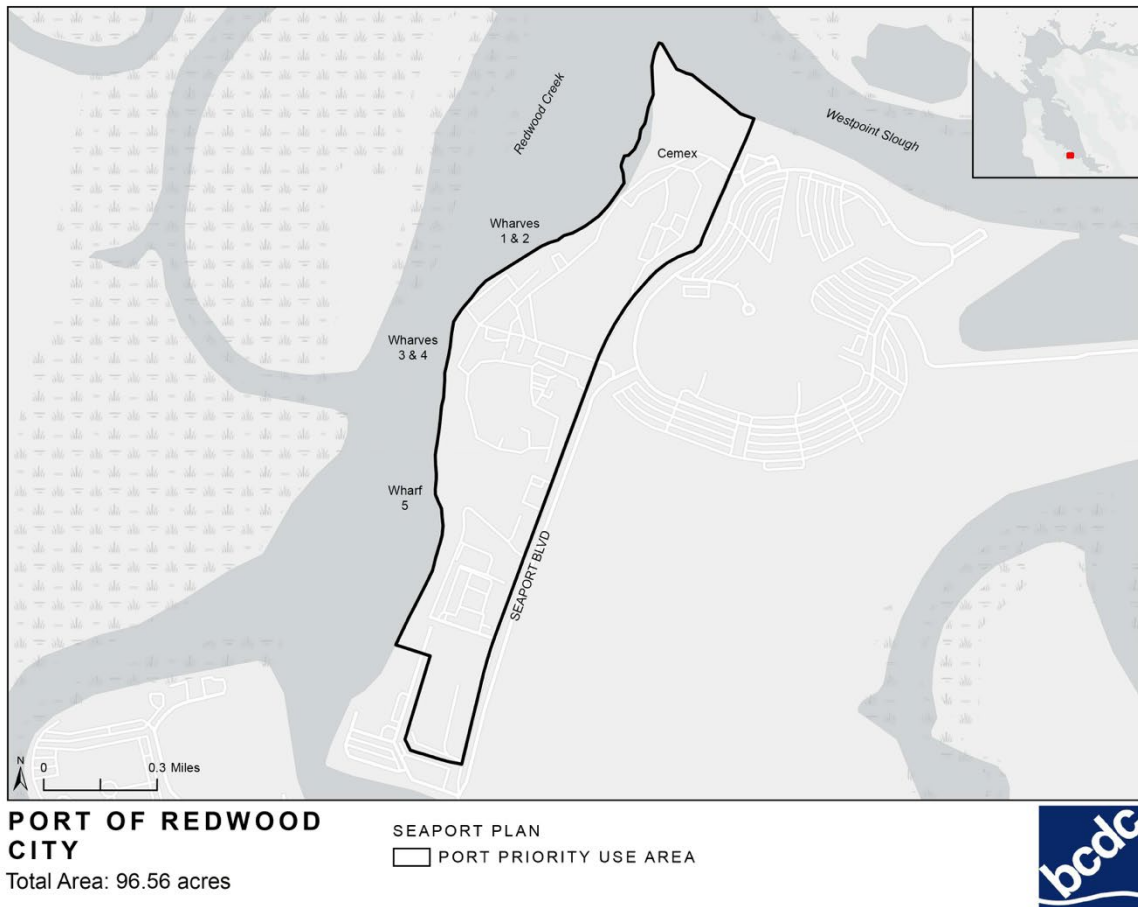 Redwood Creek
Westpoint Slough
Cemex
Wharves
1 & 2
Wharves
3 & 4
Wharf
5
SEAPORT BLVD
N
0
0.3 Miles
PORT OF REDWOOD
CITY
Total Area: 96.56 acres
SEAPORT PLAN
PORT PRIORITY USE AREA
bcdc